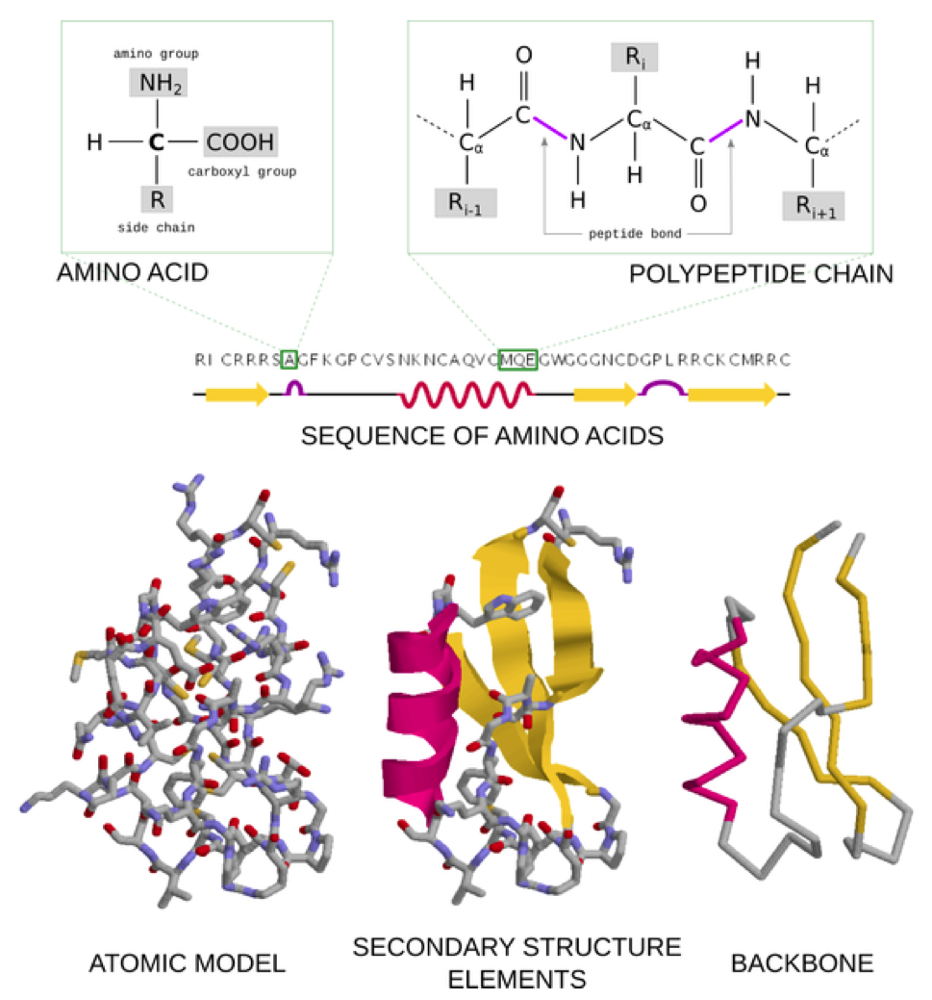 amino group
NH2
H C COOH
carboxyl group
R
side chain
AMINO ACID
O Ri H
H H
C N
Cα N Cα C Cα
H H O
Ri-1 Ri+1
peptide bond
POLYPEPTIDE CHAIN
RI CRRRSAGFKGPCVSNKNCAQVCMQEGWGGGNCDGPLRRCKCMRRC
SEQUENCE OF AMINO ACIDS
ATOMIC MODEL
SECONDARY STRUCTURE
ELEMENTS
BACKBONE